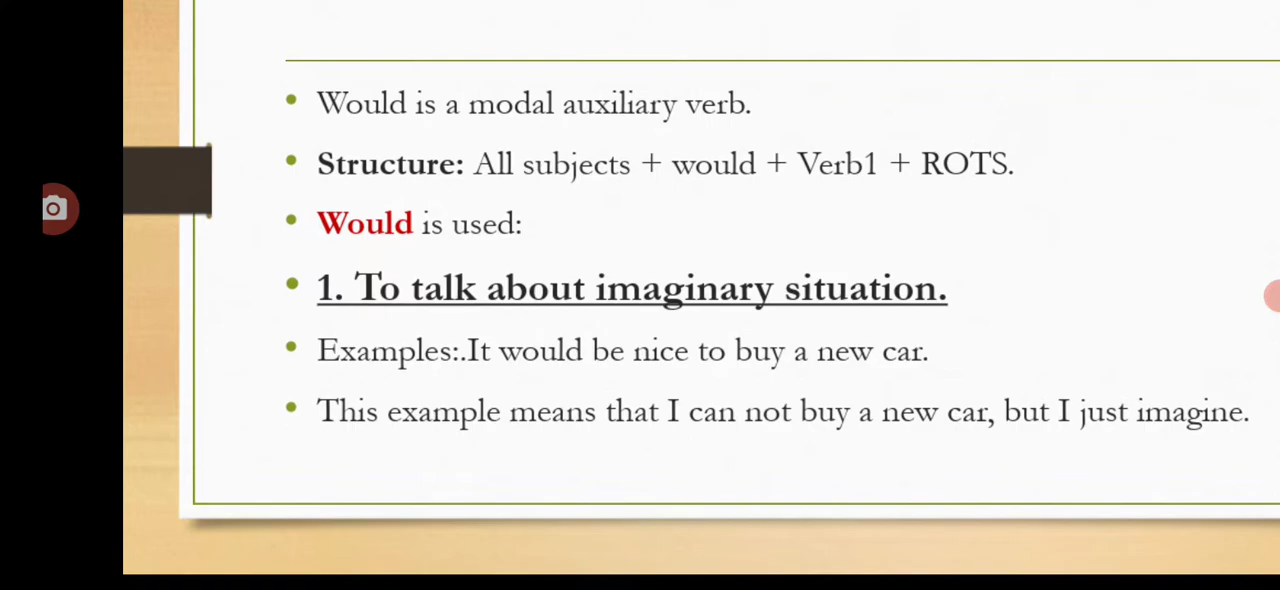 Would is a modal auxiliary verb.
Structure: All subjects + would + Verb1 + ROTS.
Would is used:
1. To talk about imaginary situation.
Examples:.It would be nice to buy a new car.
This example means that I can not buy a new car, but I just imagine.